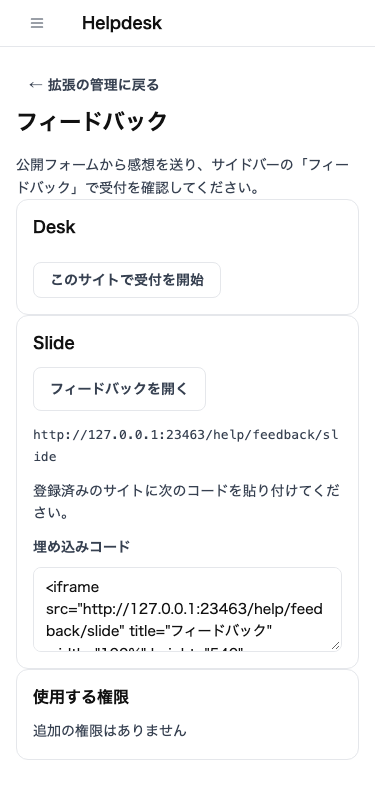 Helpdesk
← 拡張の管理に戻る
フィードバック
公開フォームから感想を送り、サイドバーの「フィー
ドバック」で受付を確認してください。
Desk
このサイトで受付を開始
Slide
フィードバックを開く
http://127.0.0.1:23463/help/feedback/sl
ide
登録済みのサイトに次のコードを貼り付けてくだ
さい。
埋め込みコード
<iframe
src="http://127.0.0.1:23463/help/feed
back/slide" title="フィードバック"
width="100%" height="540"
使用する権限
追加の権限はありません